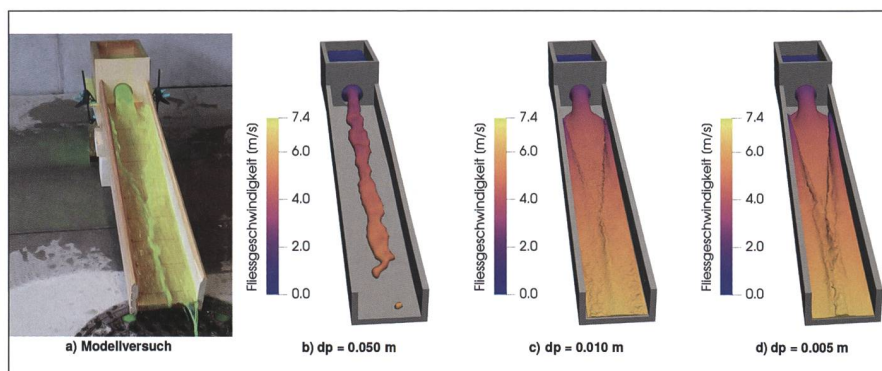 Fliessgeschwindigkeit (m/s)
7.4
6.0
4.0
2.0
0.0
Fliessgeschwindigkeit (m/s)
7.4
6.0
4.0
2.0
0.0
Fliessgeschwindigkeit (m/s)
7.4
6.0
4.0
2.0
0.0
a) Modellversuch
b) dp = 0.050 m
c) dp = 0.010 m
d) dp = 0.005 m